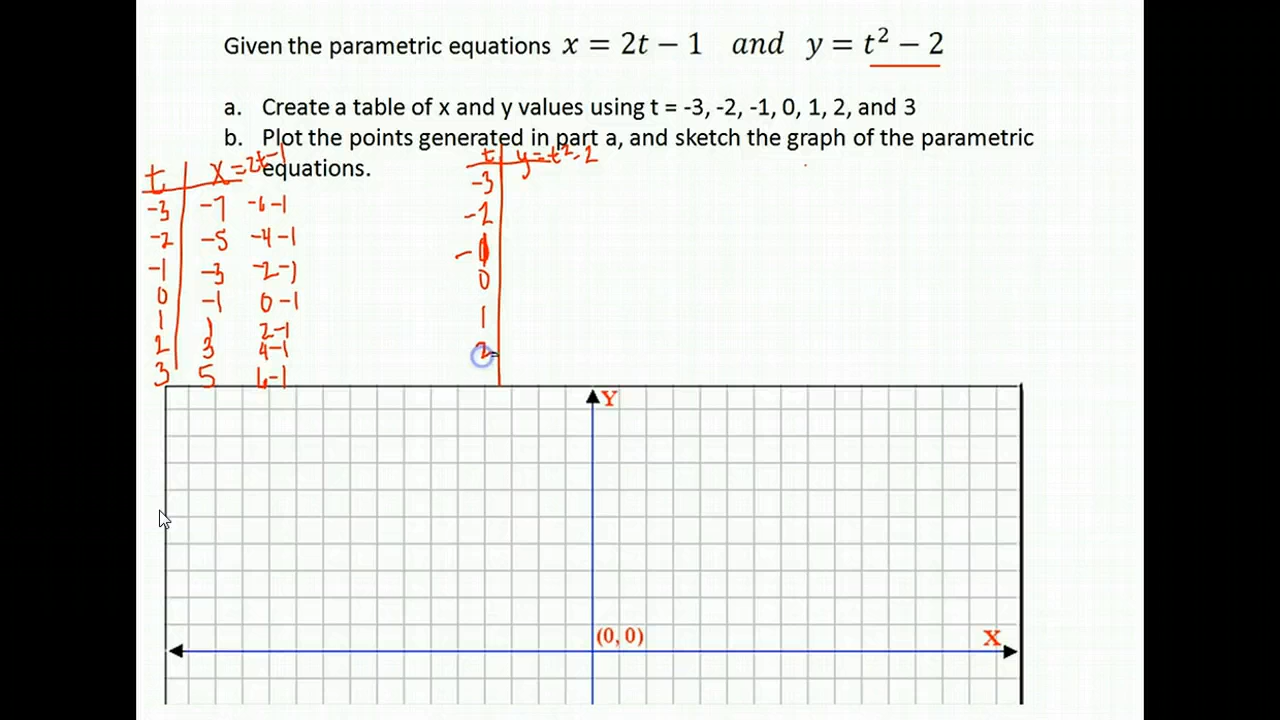 Given the parametric equations x = 2t − 1 and y = t² − 2
a. Create a table of x and y values using t = -3, -2, -1, 0, 1, 2, and 3
b. Plot the points generated in part a, and sketch the graph of the parametric
equations.
t x = 2t-1
-3 -7 -6-1
-2 -5 -4-1
-1 -3 -2-1
0 -1 0-1
1 1 2-1
2 3 4-1
3 5 6-1
t y = t²-2
-3
-2
-1
0
1
2
Y
(0, 0)
X